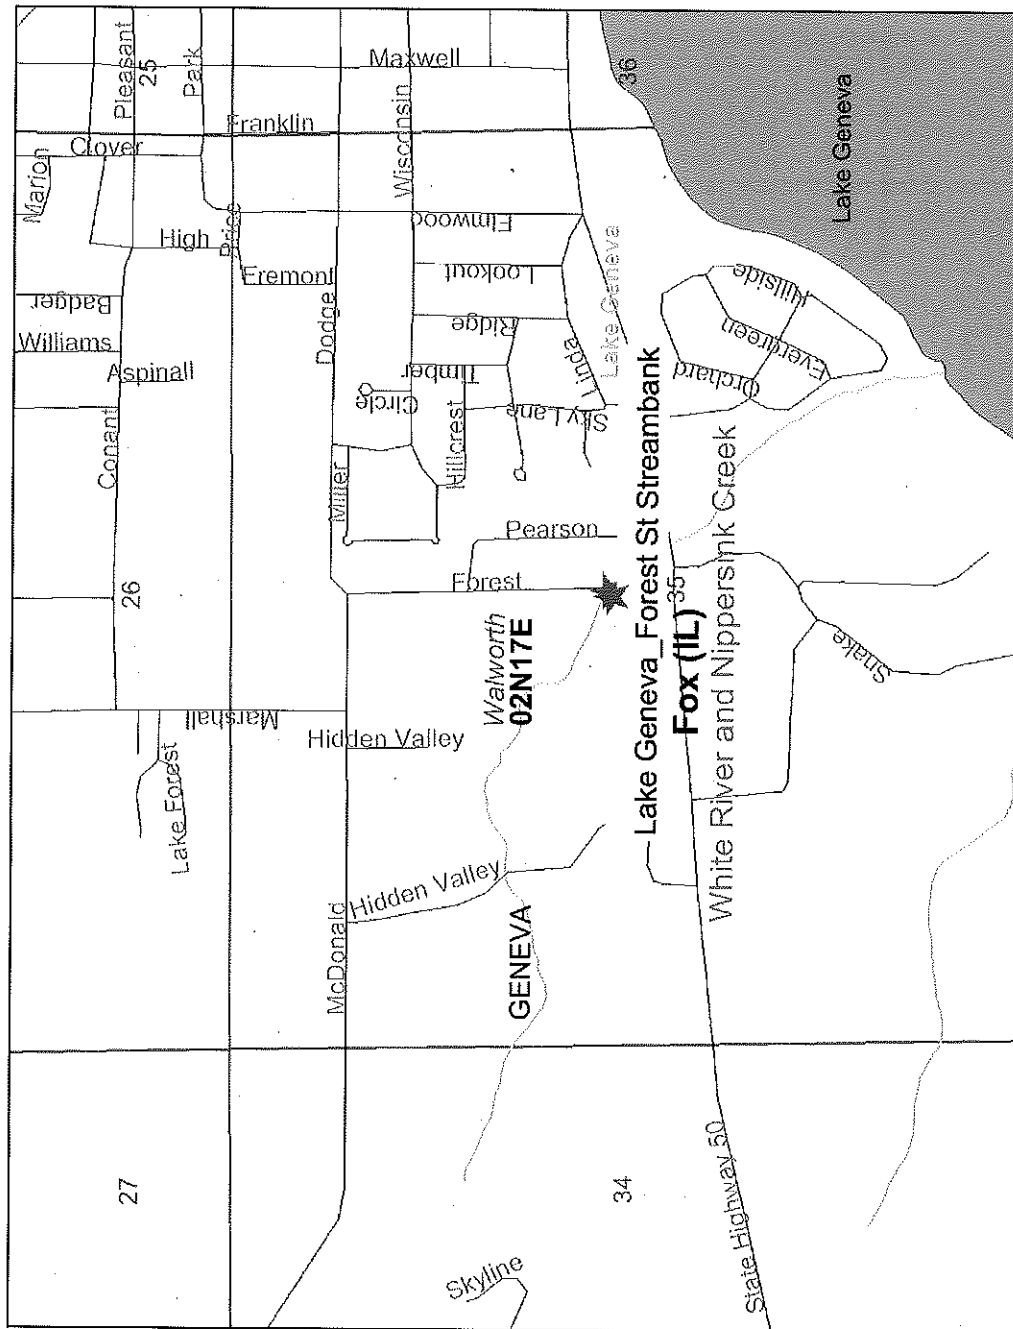 Pleasant
25
Park
Maxwell
36
Franklin
Clover
Marion
Wisconsin
High
Price
Elmwood
Lake Geneva
Fremont
Lookout
Lake Geneva
Badger
Dodge
Ridge
Hillside
Williams
Aspinall
Timber
Linda
Evergreen
Orchard
Circle
Sky Lane
Conant
Hillcrest
Miller
Pearson
Forest
26
35
Lake Geneva_Forest St Streambank
Fox (IL)
White River and Nippersink Creek
Walworth
02N17E
Snake
Marshall
Hidden Valley
Lake Forest
Hidden Valley
McDonald
GENEVA
27
34
State Highway 50
Skyline